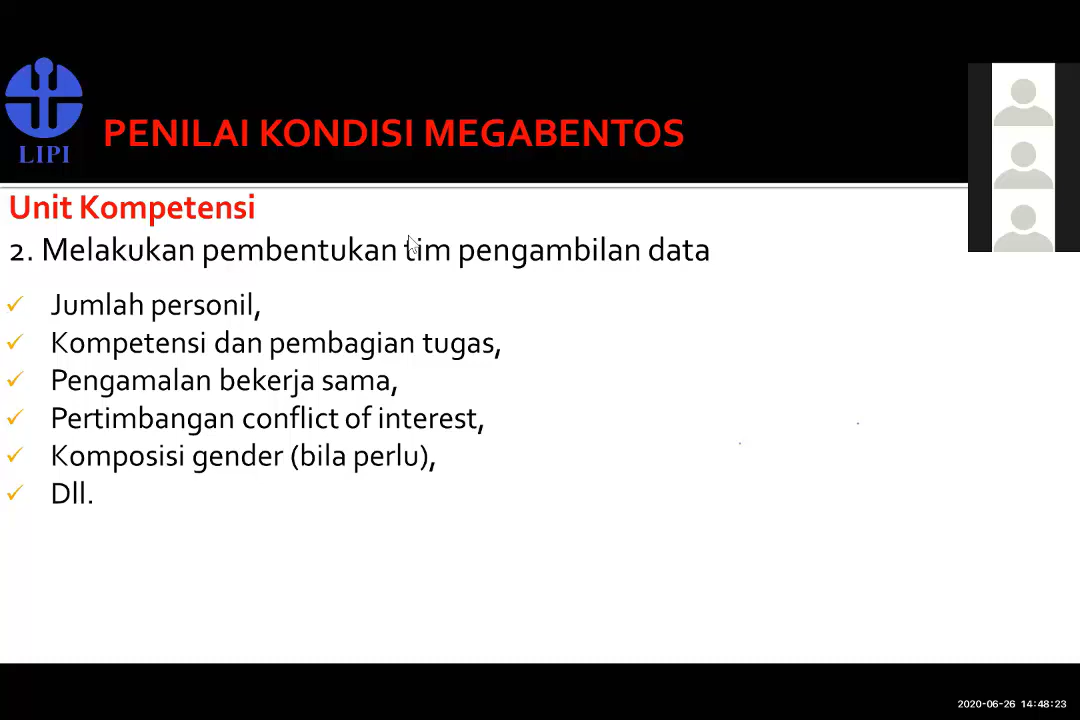 LIPI
PENILAI KONDISI MEGABENTOS
Unit Kompetensi
2. Melakukan pembentukan tim pengambilan data
✓ Jumlah personil,
✓ Kompetensi dan pembagian tugas,
✓ Pengamalan bekerja sama,
✓ Pertimbangan conflict of interest,
✓ Komposisi gender (bila perlu),
✓ Dll.
2020-06-26 14:48:23